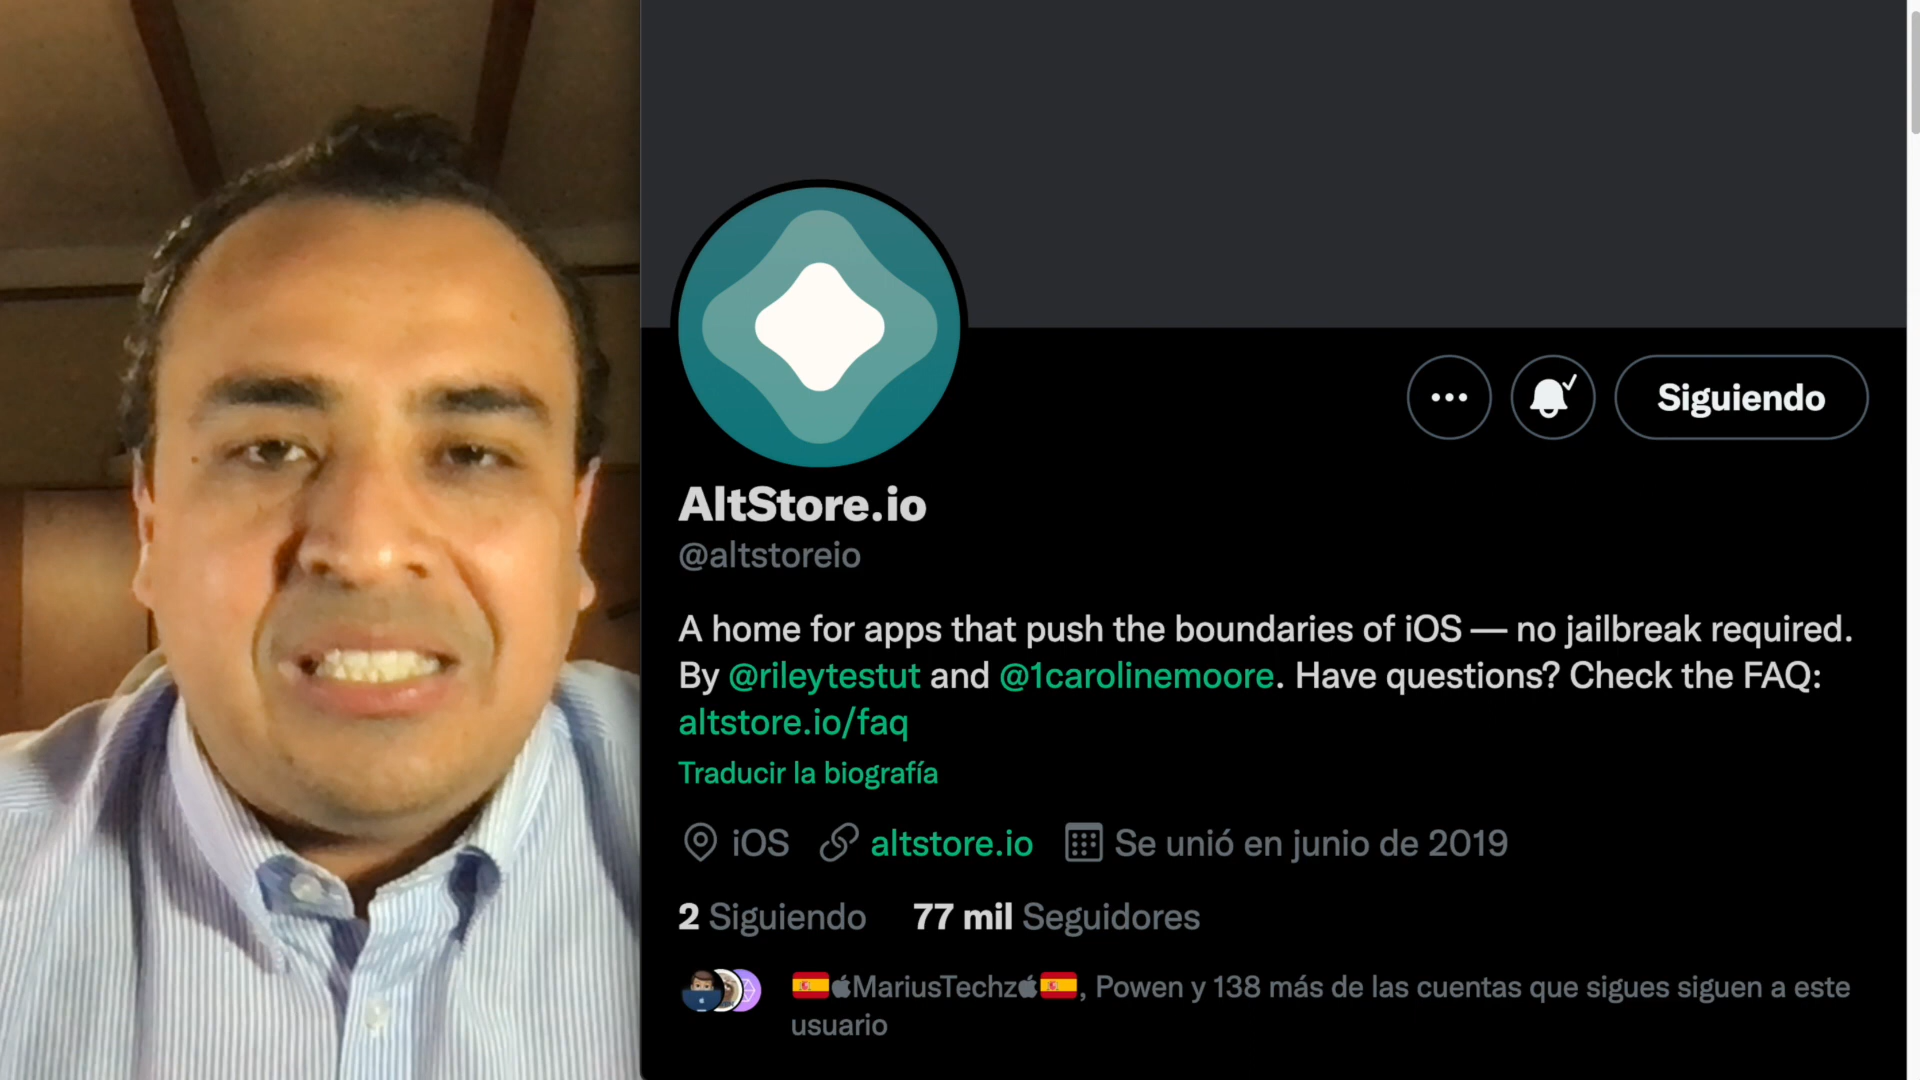 Siguiendo
AltStore.io
@altstoreio
A home for apps that push the boundaries of iOS — no jailbreak required.
By @rileytestut and @1carolinemoore. Have questions? Check the FAQ:
altstore.io/faq
Traducir la biografía
iOS altstore.io Se unió en junio de 2019
2 Siguiendo 77 mil Seguidores
🇪🇸MariusTechz🇪🇸, Powen y 138 más de las cuentas que sigues siguen a este
usuario